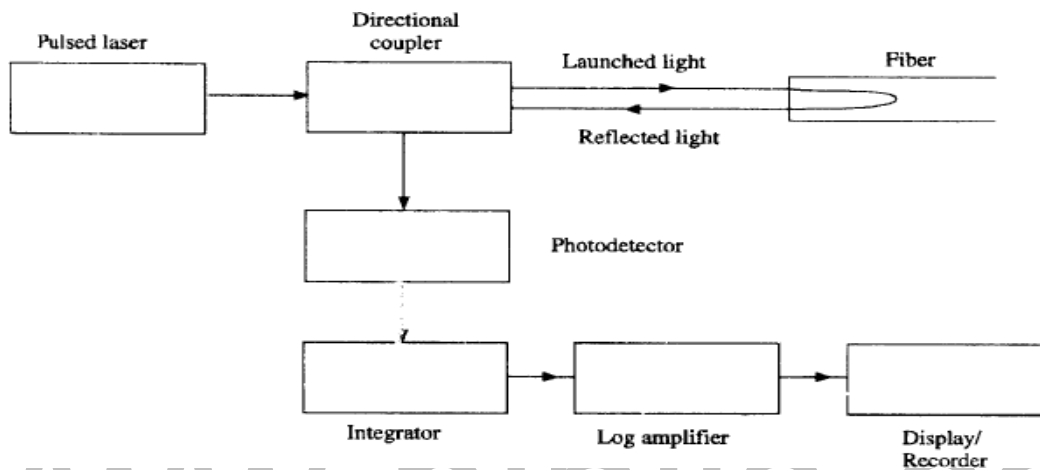 Directional
coupler
Pulsed laser
Launched light
Fiber
Reflected light
Photodetector
Integrator
Log amplifier
Display/
Recorder